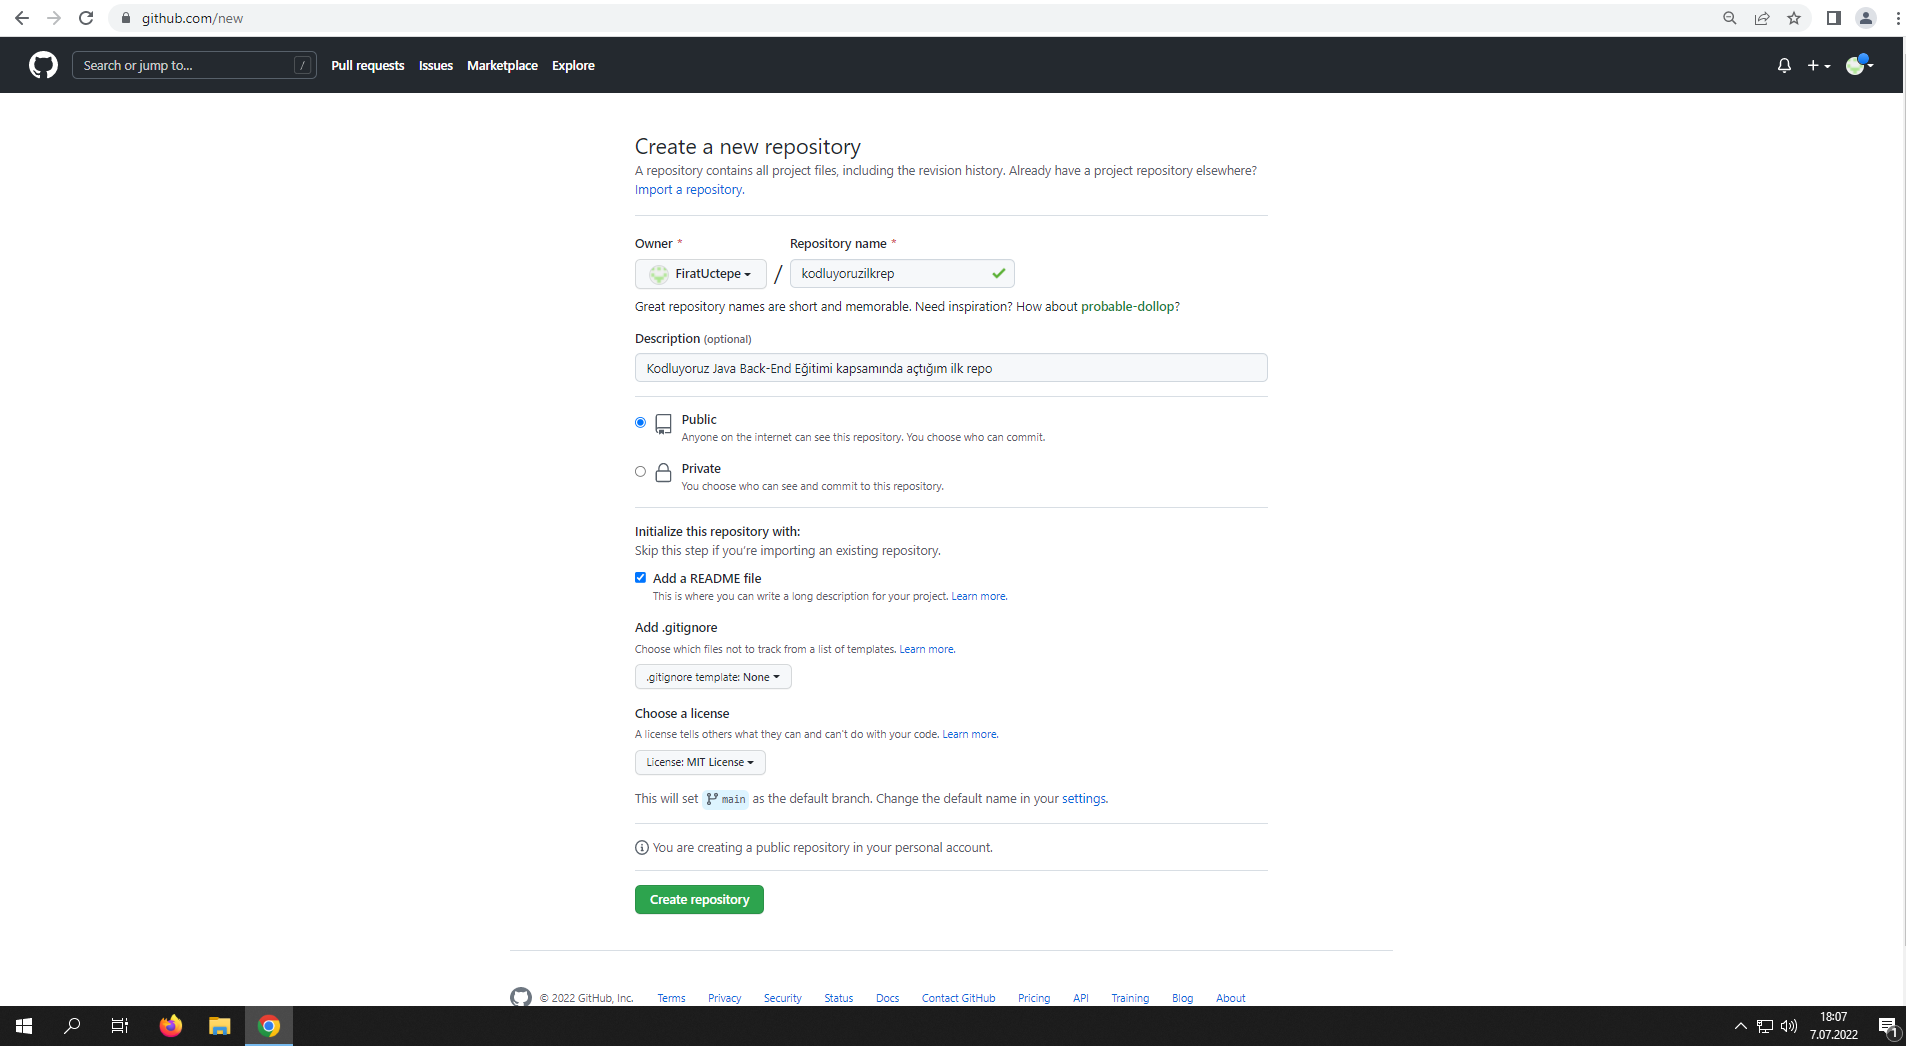 github.com/new
Search or jump to... /
Pull requests Issues Marketplace Explore
Create a new repository
A repository contains all project files, including the revision history. Already have a project repository elsewhere?
Import a repository.
Owner * Repository name *
FiratUctepe / kodluyoruzilkrep
Great repository names are short and memorable. Need inspiration? How about probable-dollop?
Description (optional)
Kodluyoruz Java Back-End Eğitimi kapsamında açtığım ilk repo
Public
Anyone on the internet can see this repository. You choose who can commit.
Private
You choose who can see and commit to this repository.
Initialize this repository with:
Skip this step if you're importing an existing repository.
Add a README file
This is where you can write a long description for your project. Learn more.
Add .gitignore
Choose which files not to track from a list of templates. Learn more.
.gitignore template: None
Choose a license
A license tells others what they can and can't do with your code. Learn more.
License: MIT License
This will set main as the default branch. Change the default name in your settings.
You are creating a public repository in your personal account.
Create repository
© 2022 GitHub, Inc. Terms Privacy Security Status Docs Contact GitHub Pricing API Training Blog About
18:07
7.07.2022
1